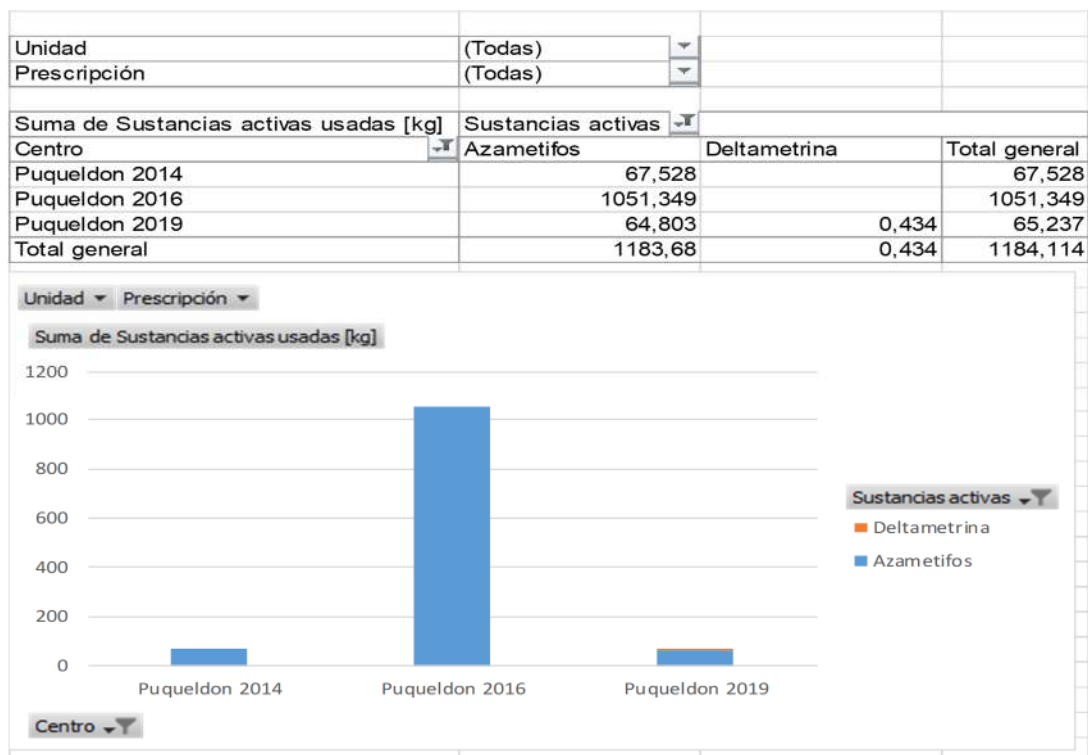 Unidad (Todas)
Prescripción (Todas)
Suma de Sustancias activas usadas [kg] Sustancias activas
Centro Azametifos Deltametrina Total general
Puqueldon 2014 67,528 67,528
Puqueldon 2016 1051,349 1051,349
Puqueldon 2019 64,803 0,434 65,237
Total general 1183,68 0,434 1184,114
Unidad Prescripción
Suma de Sustancias activas usadas [kg]
1200
1000
800
600
400
200
0
Puqueldon 2014 Puqueldon 2016 Puqueldon 2019
Sustancias activas
Deltametrina
Azametifos
Centro